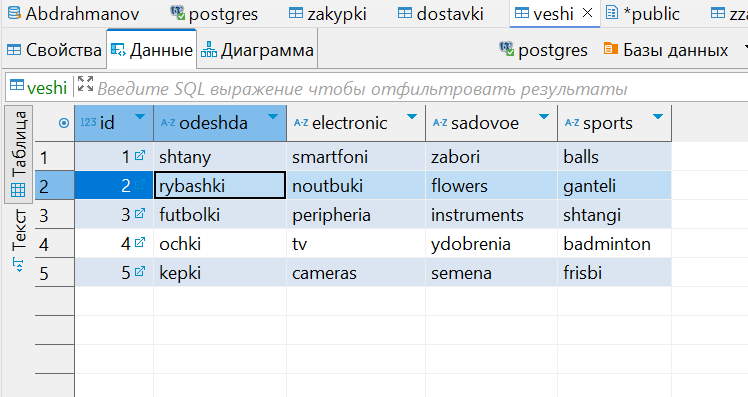 Abdrahmanov postgres zakypki dostavki veshi *public zza
Свойства Данные Диаграмма postgres Базы данных
veshi Введите SQL выражение чтобы отфильтровать результаты
Таблица
Текст
123 id A-Z odeshda A-Z electronic A-Z sadovoe A-Z sports
1 1 shtany smartfoni zabori balls
2 2 rybashki noutbuki flowers ganteli
3 3 futbolki peripheria instruments shtangi
4 4 ochki tv ydobrenia badminton
5 5 kepki cameras semena frisbi